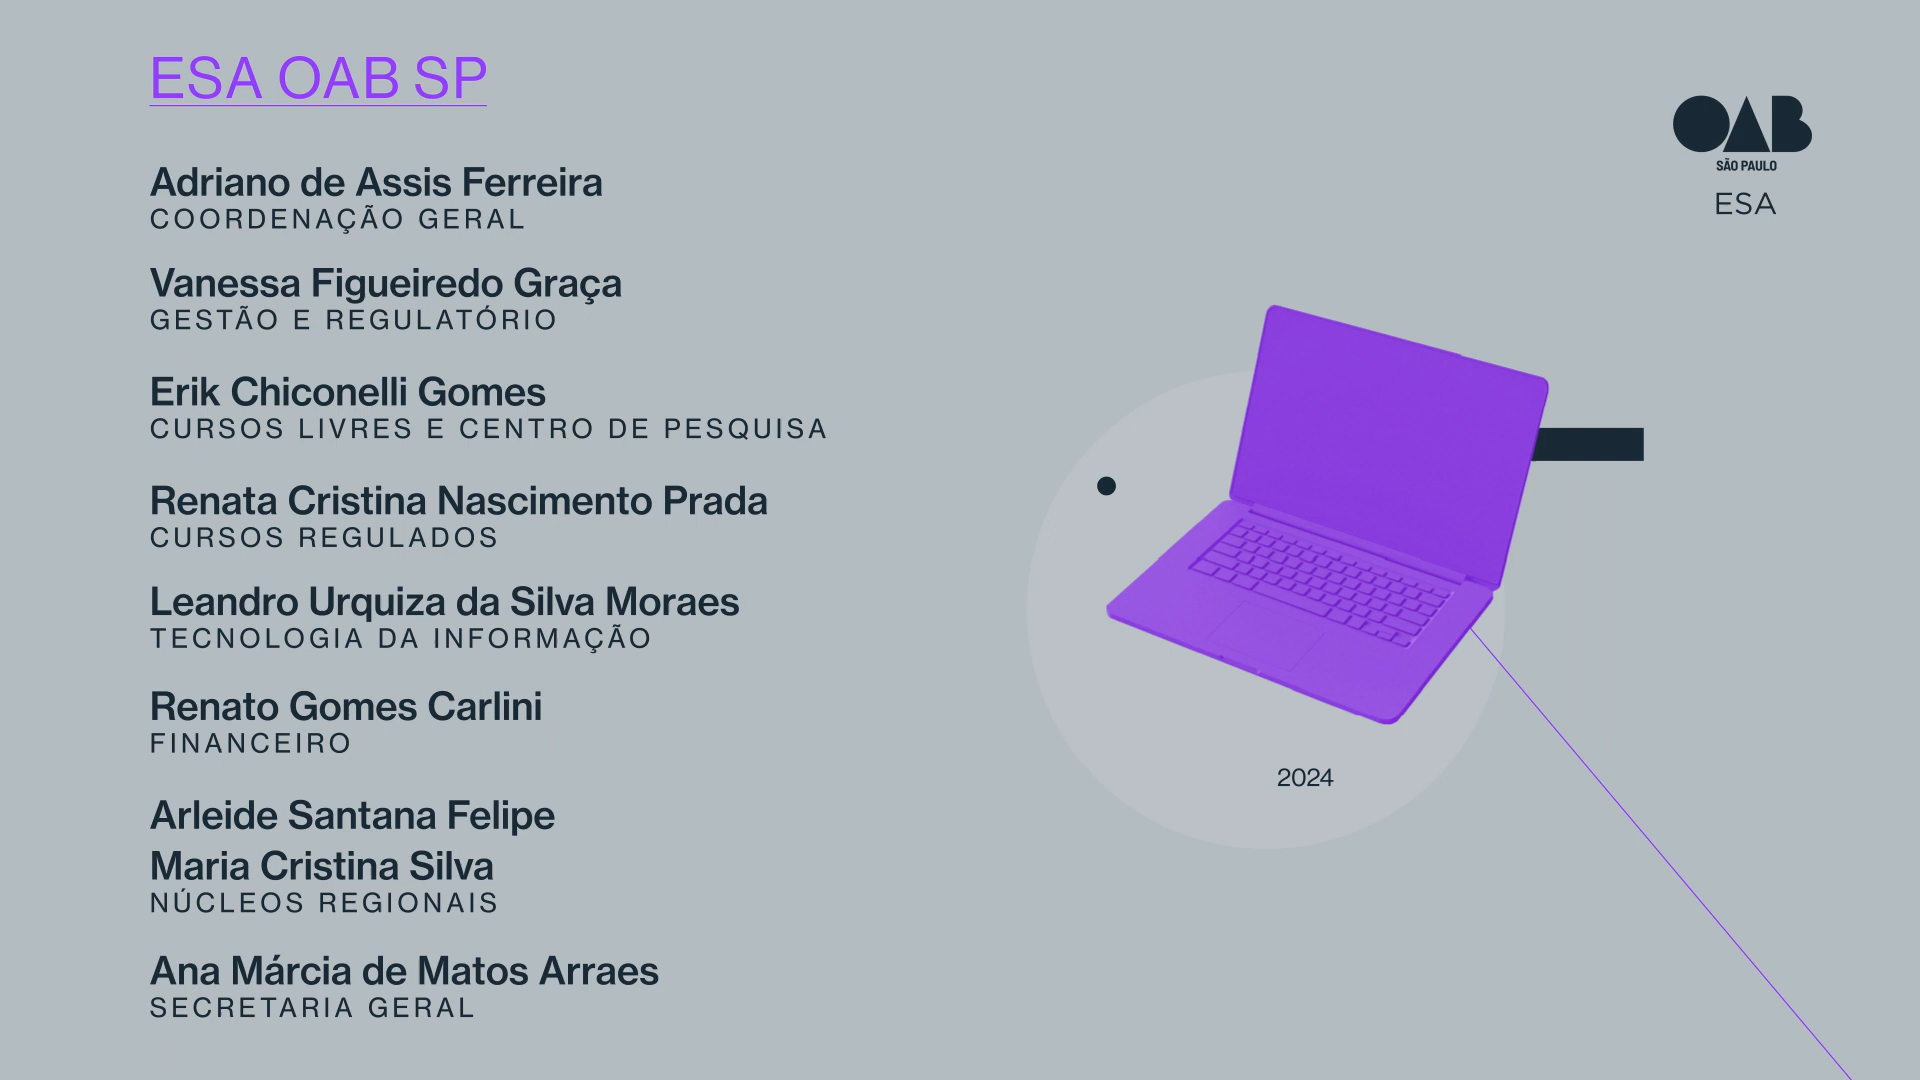 ESA OAB SP
Adriano de Assis Ferreira
COORDENAÇÃO GERAL
Vanessa Figueiredo Graça
GESTÃO E REGULATÓRIO
Erik Chiconelli Gomes
CURSOS LIVRES E CENTRO DE PESQUISA
Renata Cristina Nascimento Prada
CURSOS REGULADOS
Leandro Urquiza da Silva Moraes
TECNOLOGIA DA INFORMAÇÃO
Renato Gomes Carlini
FINANCEIRO
Arleide Santana Felipe
Maria Cristina Silva
NÚCLEOS REGIONAIS
Ana Márcia de Matos Arraes
SECRETARIA GERAL
OAB
SÃO PAULO
ESA
2024